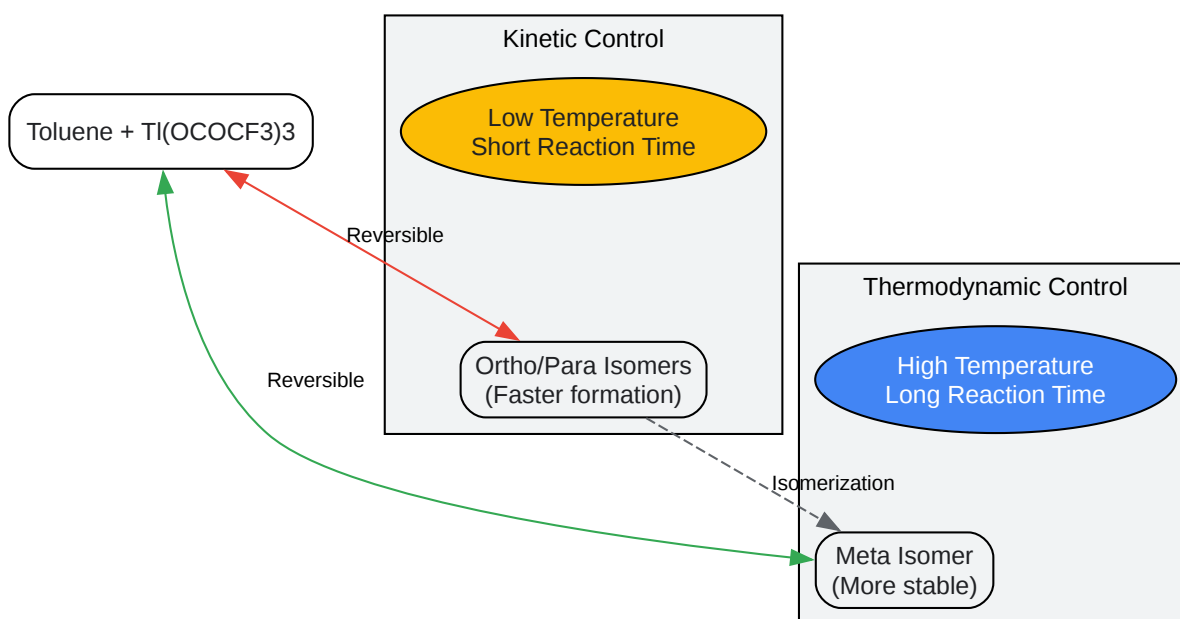 Kinetic Control
Low Temperature
Short Reaction Time
Toluene + Tl(OCOCF3)3
Reversible
Thermodynamic Control
Ortho/Para Isomers
(Faster formation)
Reversible
High Temperature
Long Reaction Time
Isomerization
Meta Isomer
(More stable)